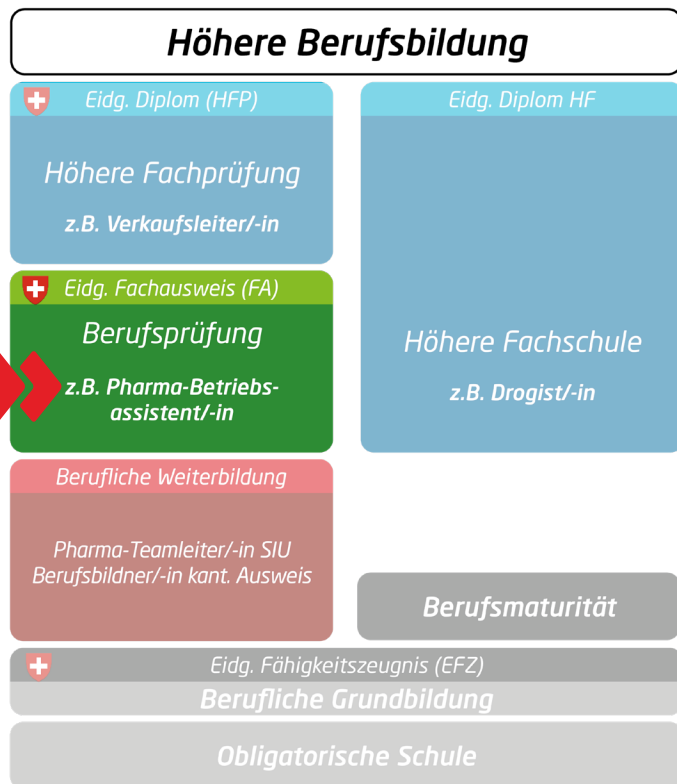 Höhere Berufsbildung
Eidg. Diplom (HFP)
Höhere Fachprüfung
z.B. Verkaufsleiter/-in
Eidg. Diplom HF
Höhere Fachschule
z.B. Drogist/-in
Eidg. Fachausweis (FA)
Berufsprüfung
z.B. Pharma-Betriebs-
assistent/-in
Berufliche Weiterbildung
Pharma-Teamleiter/-in SIU
Berufsbildner/-in kant. Ausweis
Berufsmaturität
Eidg. Fähigkeitszeugnis (EFZ)
Berufliche Grundbildung
Obligatorische Schule